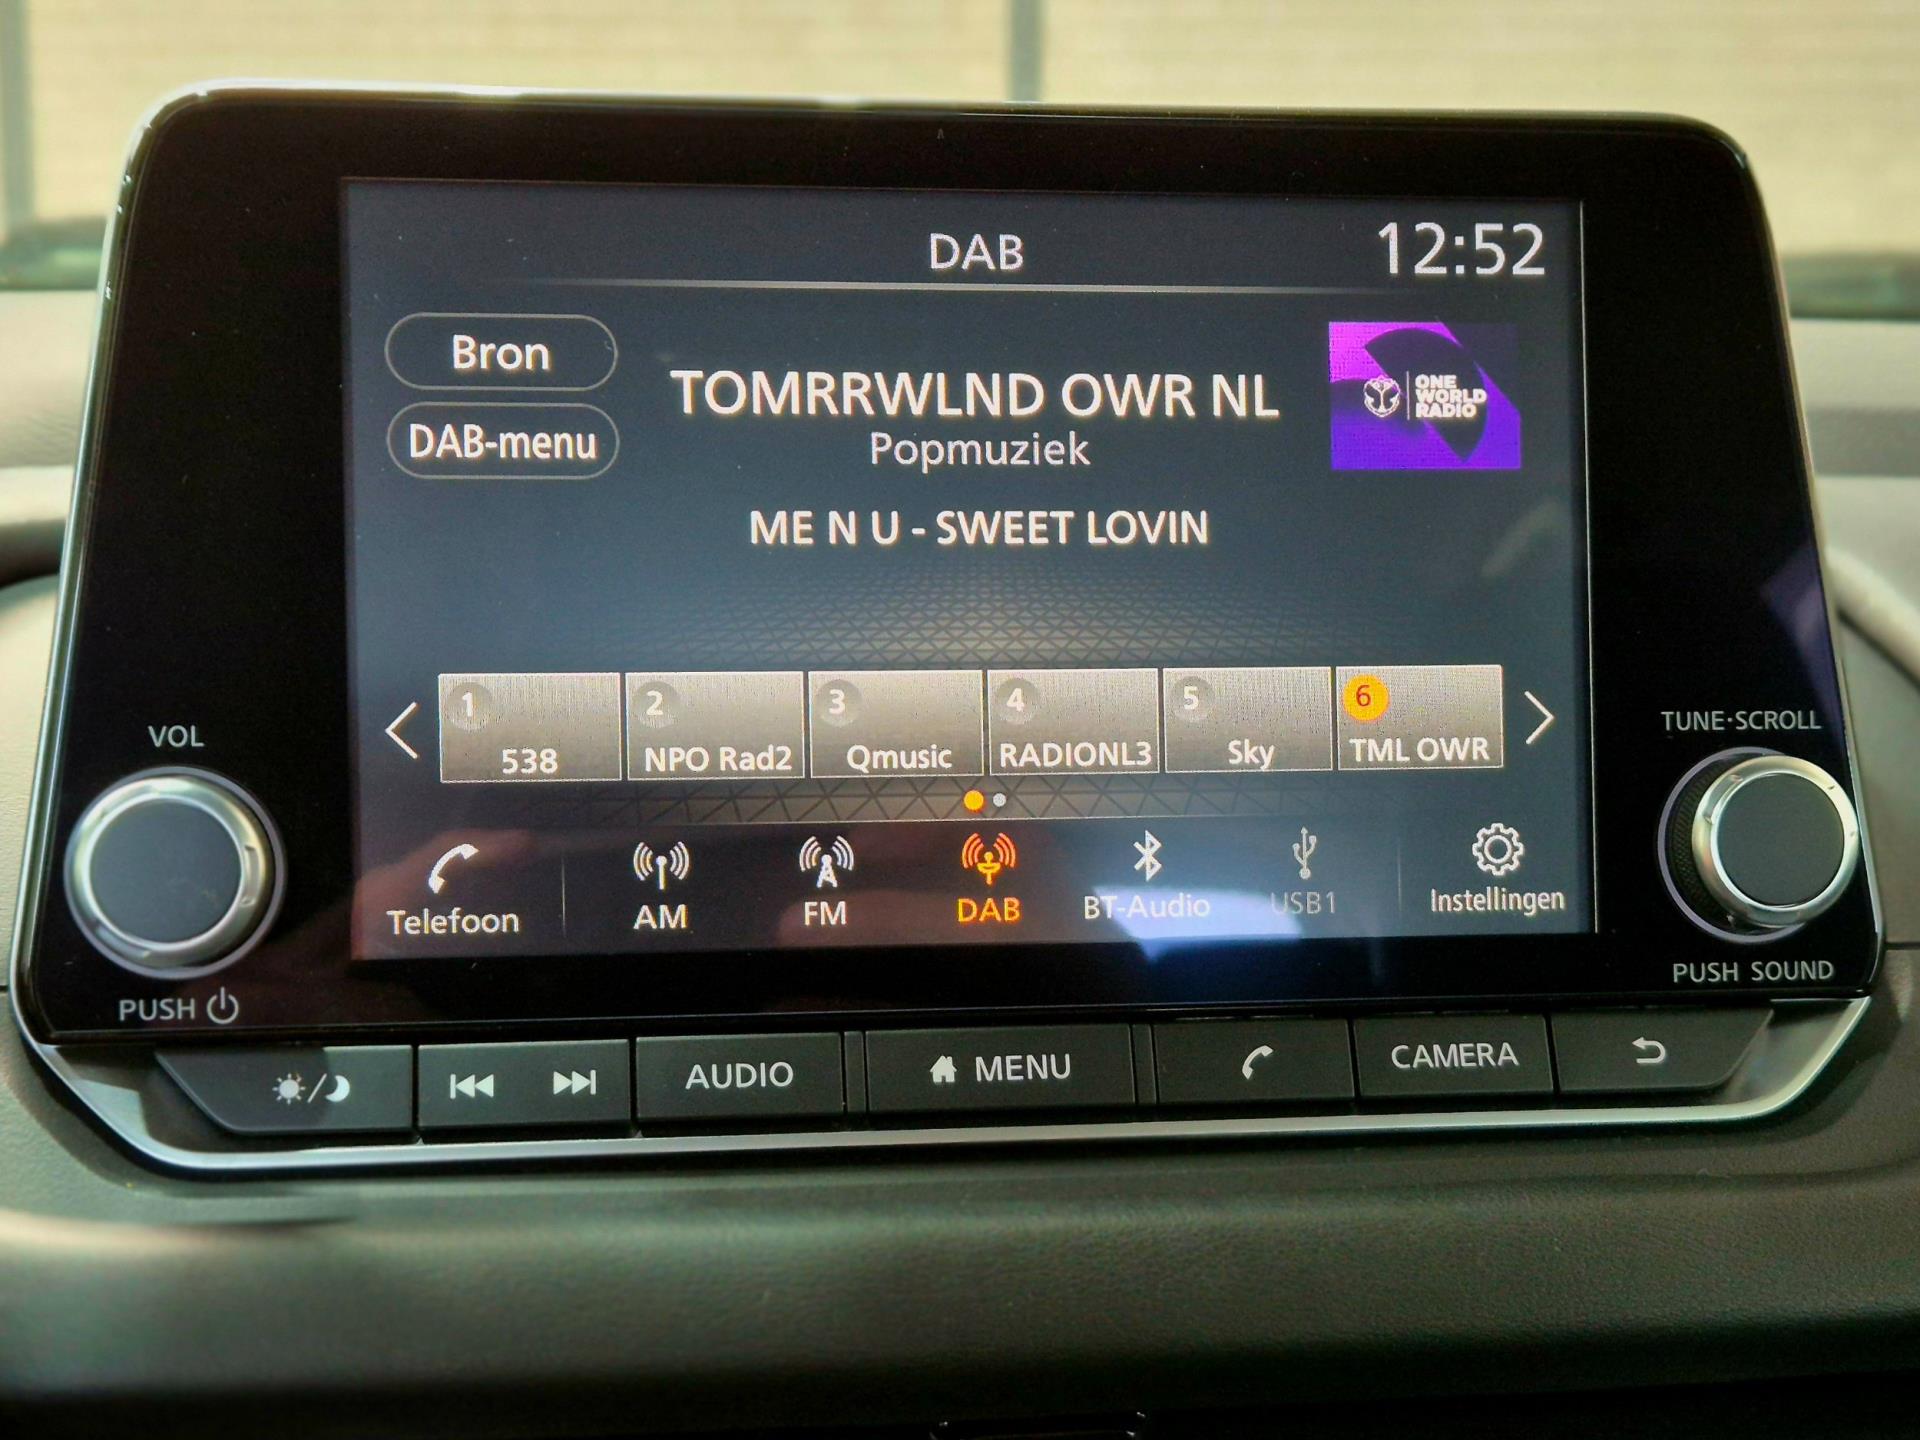 DAB
12:52
Bron
DAB-menu
TOMRRWLND OWR NL
Popmuziek
ONE
WORLD
RADIO
ME N U - SWEET LOVIN
1
538
2
NPO Rad2
3
Qmusic
4
RADIONL3
5
Sky
6
TML OWR
Telefoon
AM
FM
DAB
BT-Audio
USB1
Instellingen
VOL
PUSH
TUNE·SCROLL
PUSH SOUND
AUDIO
MENU
CAMERA